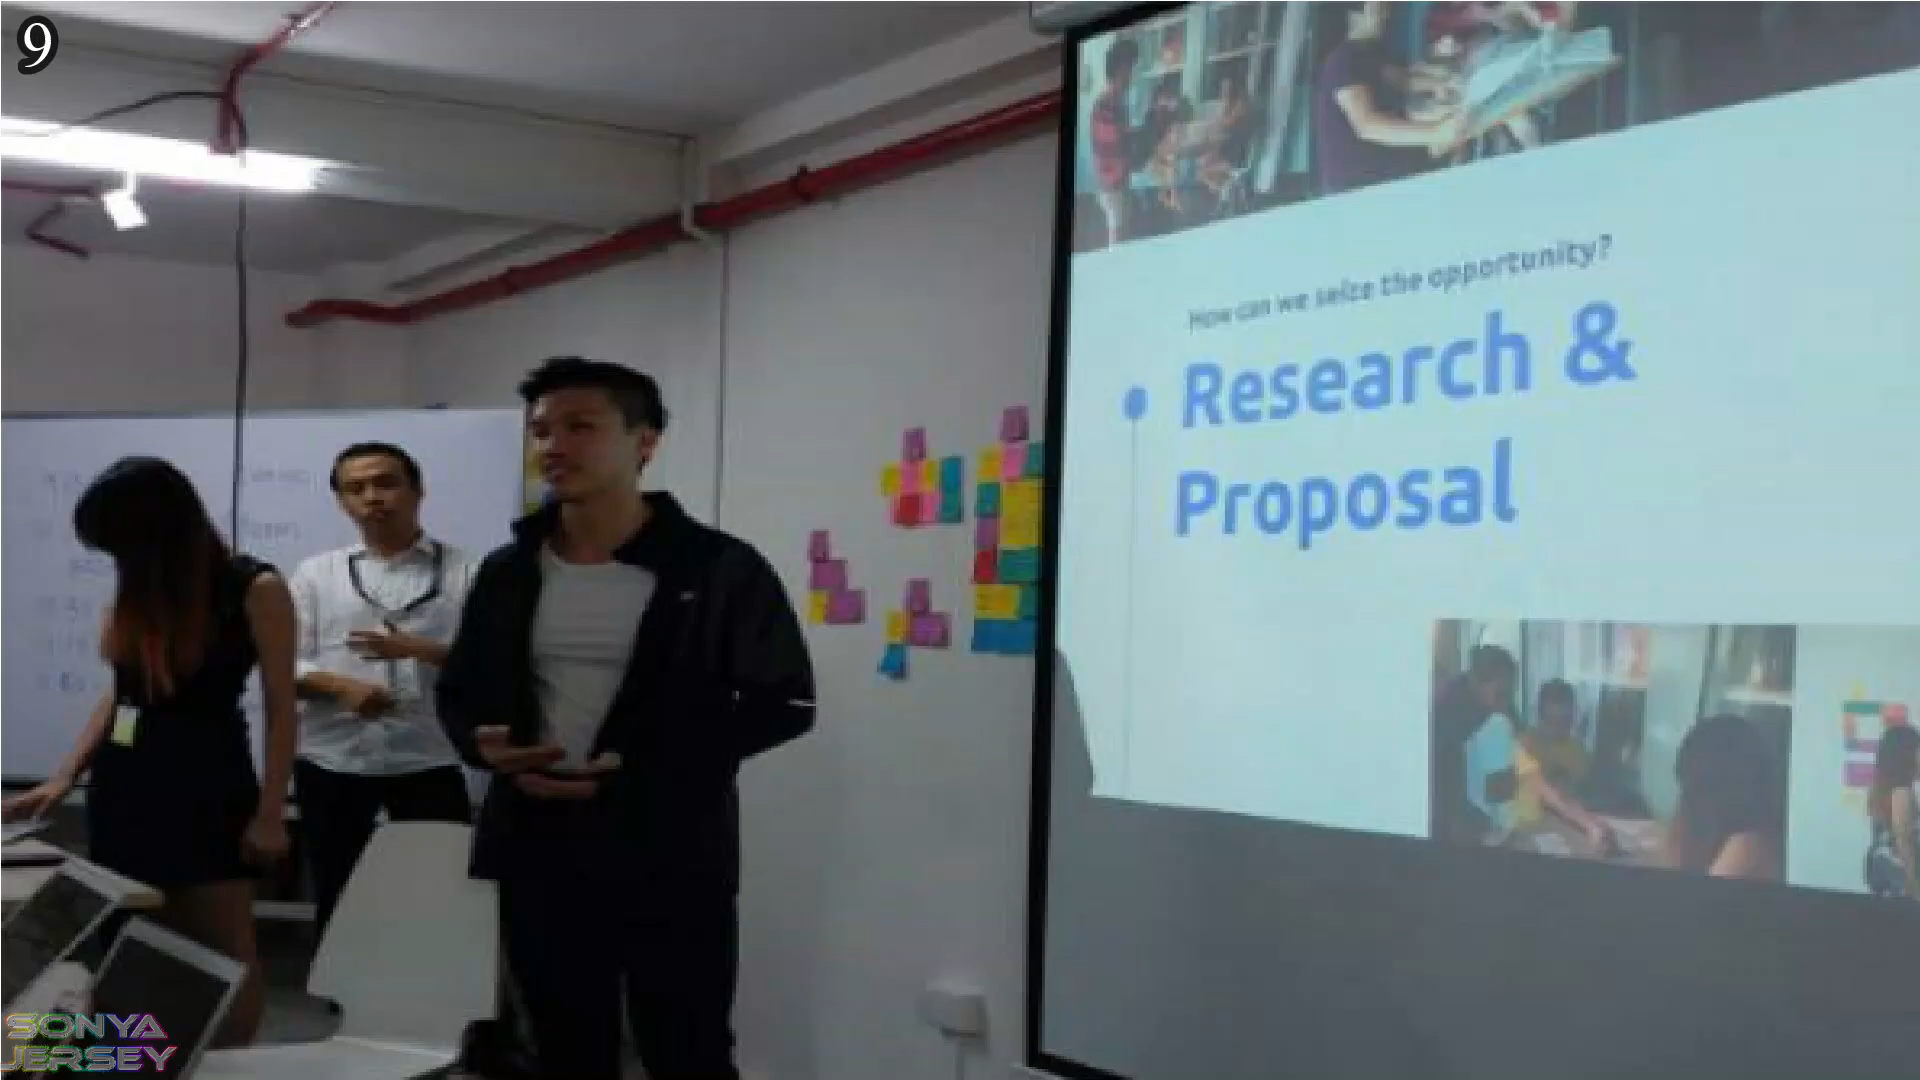 9
How can we seize the opportunity?
Research &
Proposal
SONYA
JERSEY